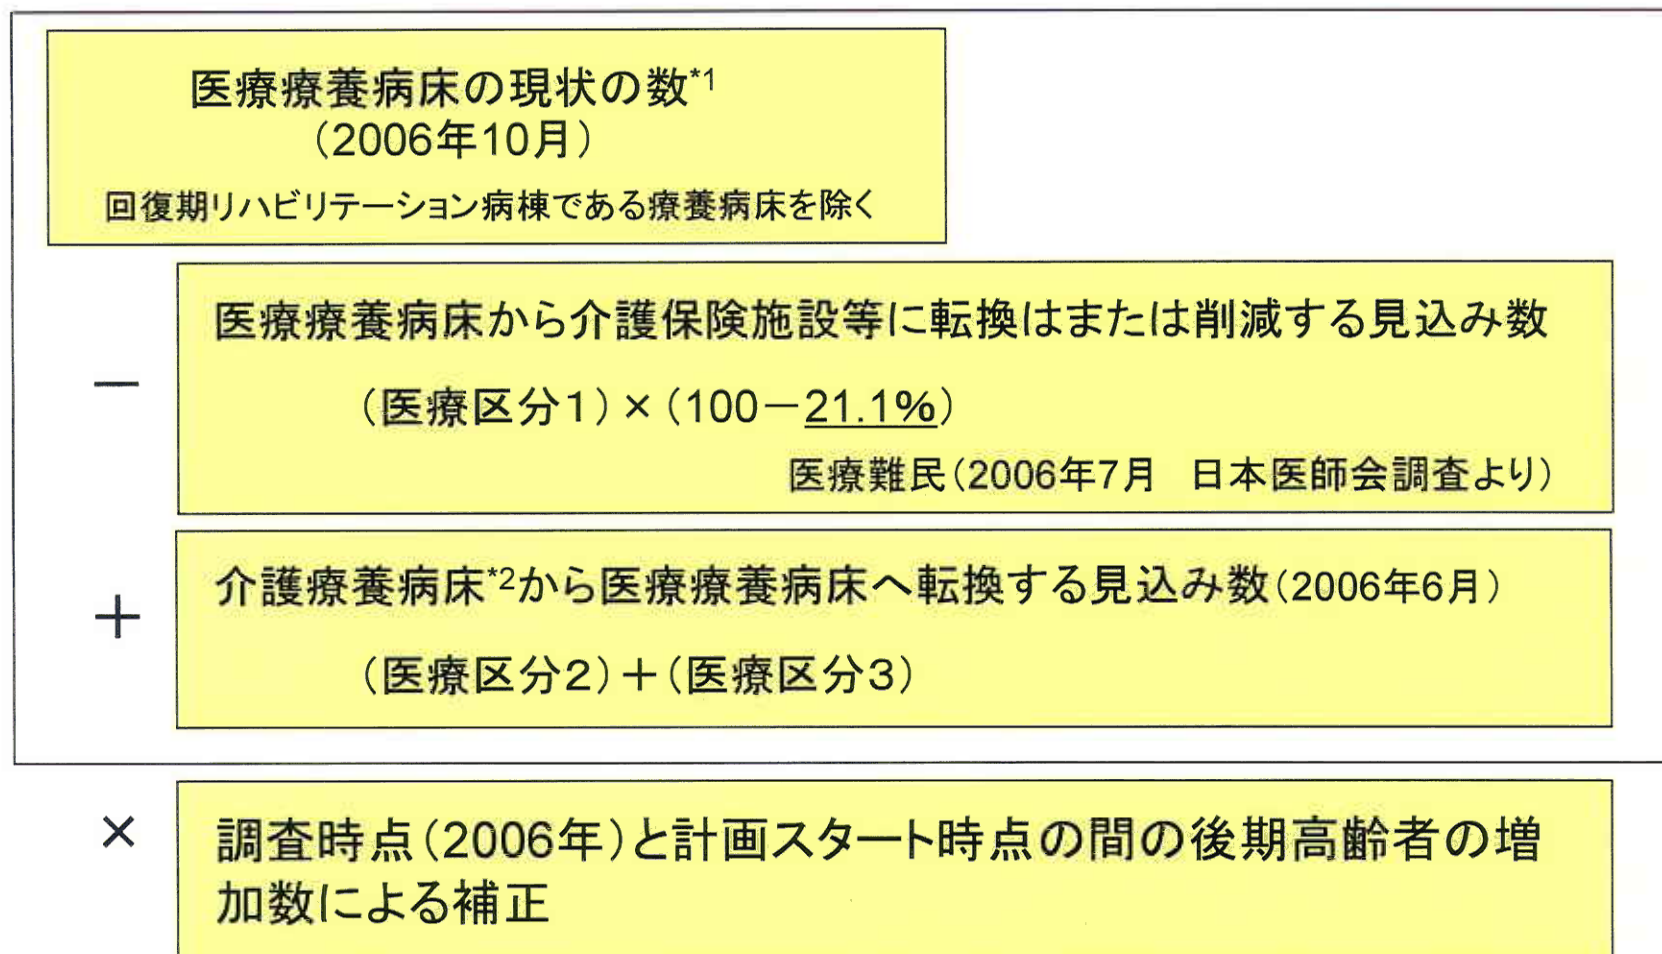 医療療養病床の現状の数*1
（2006年10月）
回復期リハビリテーション病棟である療養病床を除く
医療療養病床から介護保険施設等に転換はまたは削減する見込み数
－
（医療区分1）×（100－21.1%）
医療難民（2006年7月　日本医師会調査より）
介護療養病床*2から医療療養病床へ転換する見込み数（2006年6月）
＋
（医療区分2）＋（医療区分3）
×
調査時点（2006年）と計画スタート時点の間の後期高齢者の増
加数による補正